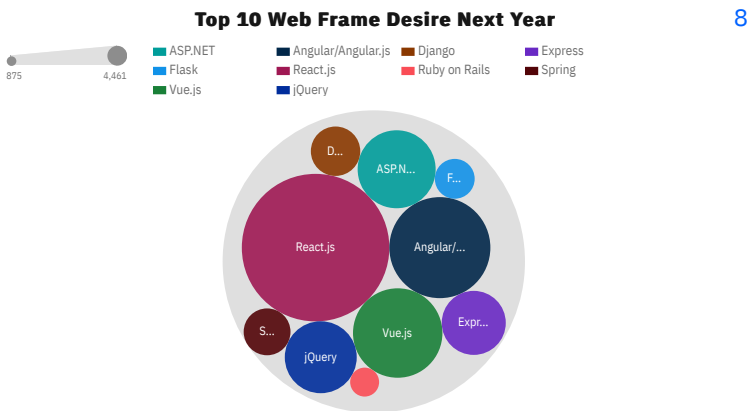 Top 10 Web Frame Desire Next Year
8
875
4,461
ASP.NET
Angular/Angular.js
Django
Express
Flask
React.js
Ruby on Rails
Spring
Vue.js
jQuery
D...
ASP.N...
F...
React.js
Angular/...
S...
jQuery
Vue.js
Expr...